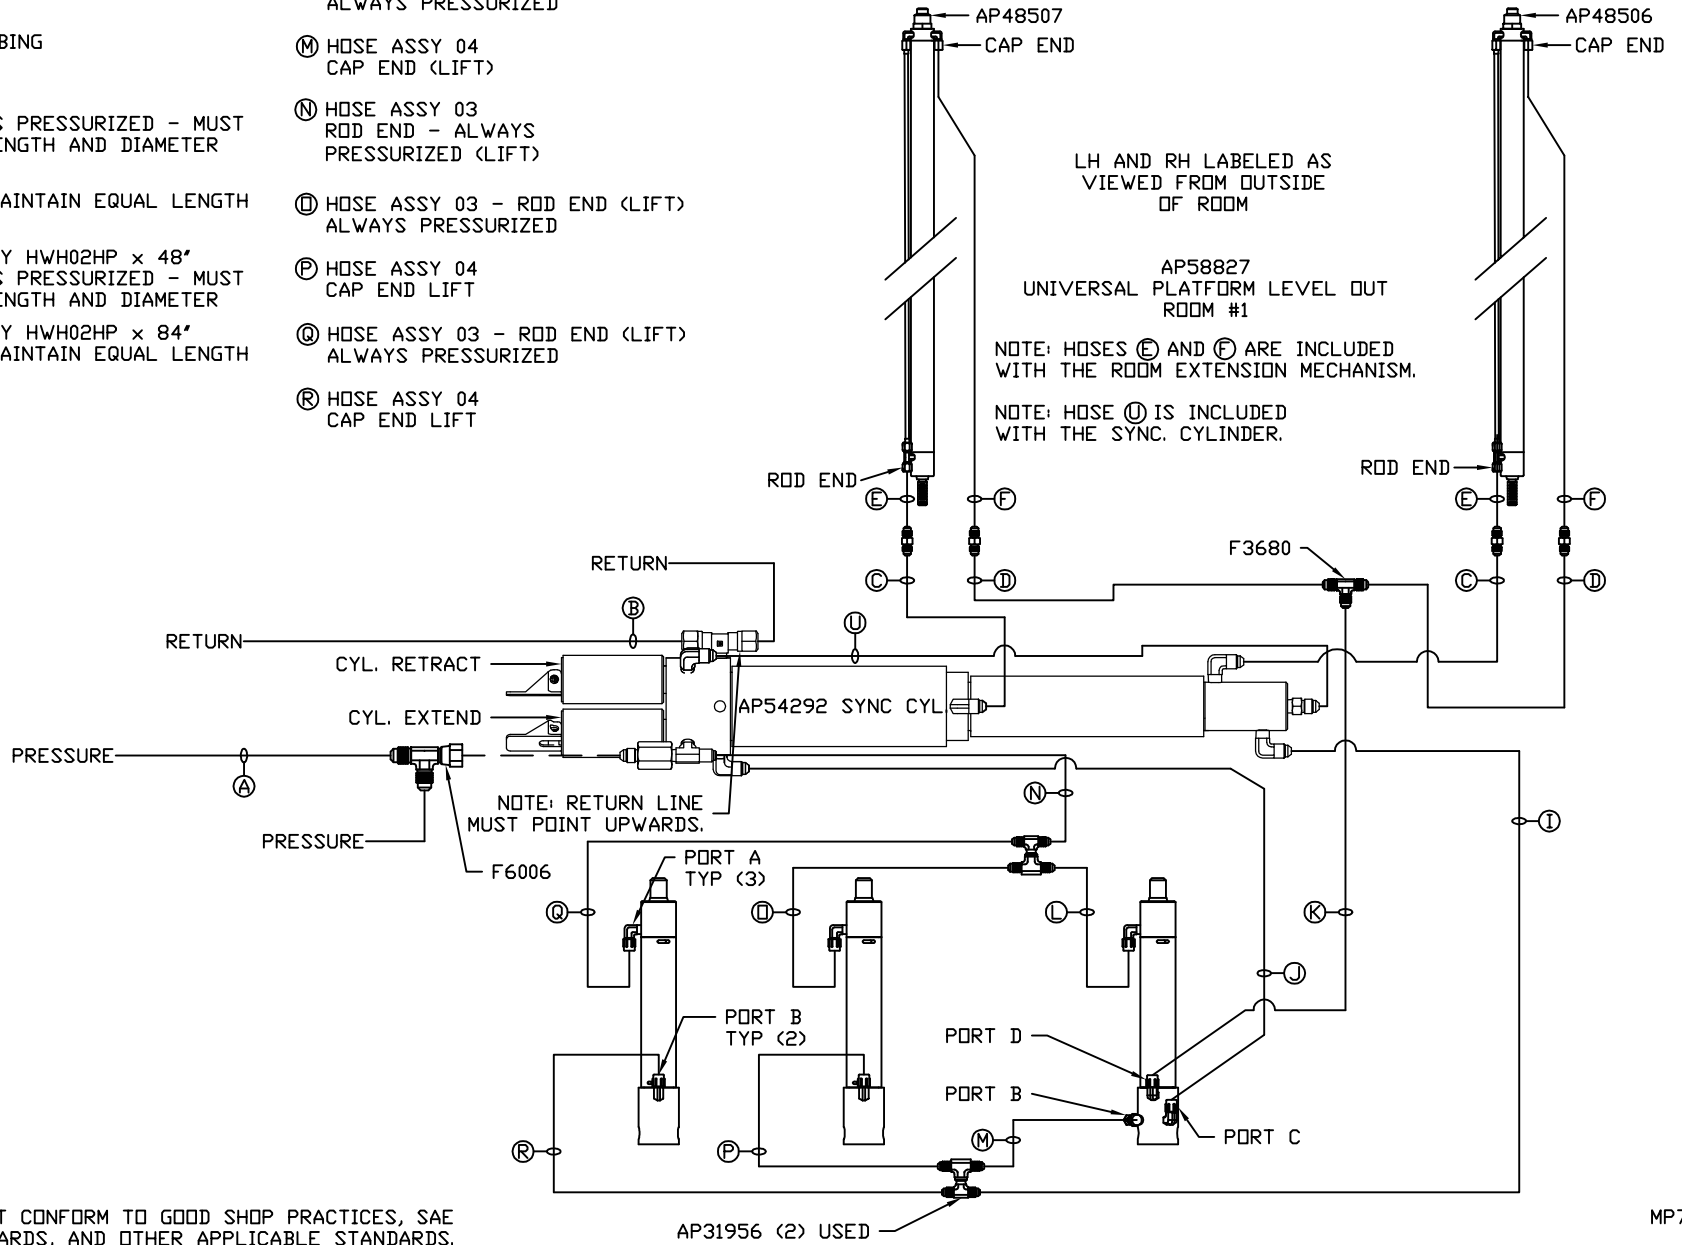 BING
S PRESSURIZED - MUST
ENGTH AND DIAMETER
AINTAIN EQUAL LENGTH
Y HWH02HP x 48"
S PRESSURIZED - MUST
ENGTH AND DIAMETER
Y HWH02HP x 84"
AINTAIN EQUAL LENGTH
ALWAYS PRESSURIZED
M HOSE ASSY 04
CAP END (LIFT)
N HOSE ASSY 03
ROD END - ALWAYS
PRESSURIZED (LIFT)
O HOSE ASSY 03 - ROD END (LIFT)
ALWAYS PRESSURIZED
P HOSE ASSY 04
CAP END LIFT
Q HOSE ASSY 03 - ROD END (LIFT)
ALWAYS PRESSURIZED
R HOSE ASSY 04
CAP END LIFT
AP48507
CAP END
AP48506
CAP END
LH AND RH LABELED AS
VIEWED FROM OUTSIDE
OF ROOM
AP58827
UNIVERSAL PLATFORM LEVEL OUT
ROOM #1
NOTE: HOSES E AND F ARE INCLUDED
WITH THE ROOM EXTENSION MECHANISM.
NOTE: HOSE U IS INCLUDED
WITH THE SYNC. CYLINDER.
ROD END
ROD END
E
F
E
F
F3680
C
D
C
D
RETURN
B
U
RETURN
CYL. RETRACT
AP54292 SYNC CYL.
CYL. EXTEND
PRESSURE
A
NOTE: RETURN LINE
MUST POINT UPWARDS.
N
I
PRESSURE
F6006
PORT A
TYP (3)
Q
O
L
K
J
PORT B
TYP (2)
PORT D
PORT B
PORT C
R
P
M
AP31956 (2) USED
T CONFORM TO GOOD SHOP PRACTICES, SAE
ARDS, AND OTHER APPLICABLE STANDARDS.
MP7